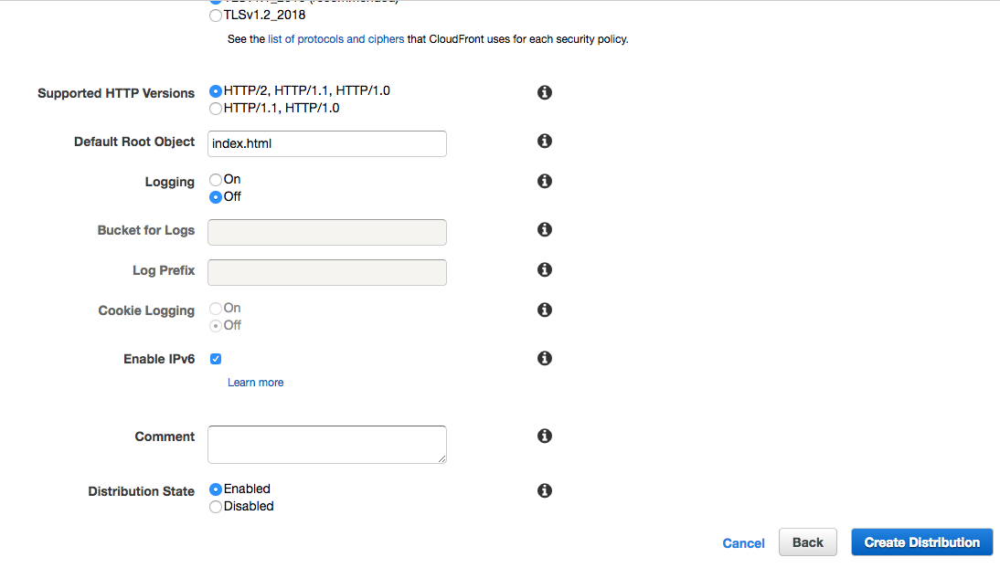 TLSv1.2_2018
See the list of protocols and ciphers that CloudFront uses for each security policy.
Supported HTTP Versions
HTTP/2, HTTP/1.1, HTTP/1.0
HTTP/1.1, HTTP/1.0
Default Root Object
index.html
Logging
On
Off
Bucket for Logs
Log Prefix
Cookie Logging
On
Off
Enable IPv6
Learn more
Comment
Distribution State
Enabled
Disabled
Cancel
Back
Create Distribution